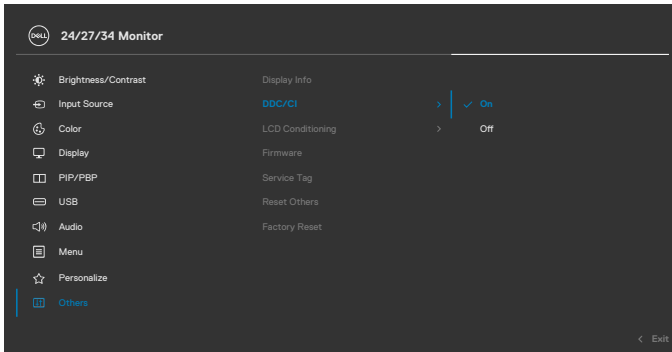 DELL 24/27/34 Monitor
Brightness/Contrast Display Info
Input Source DDC/CI > ✓ On
Color LCD Conditioning > Off
Display Firmware
PIP/PBP Service Tag
USB Reset Others
Audio Factory Reset
Menu
Personalize
Others
< Exit